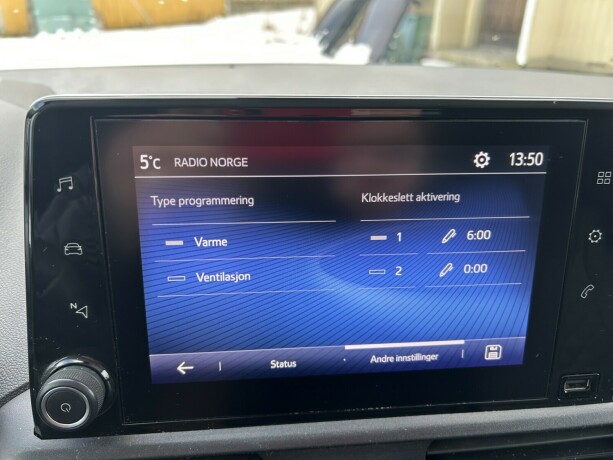 5°C RADIO NORGE 13:50
Type programmering
Klokkeslett aktivering
Varme
1 6:00
Ventilasjon
2 0:00
N
Status
Andre innstillinger